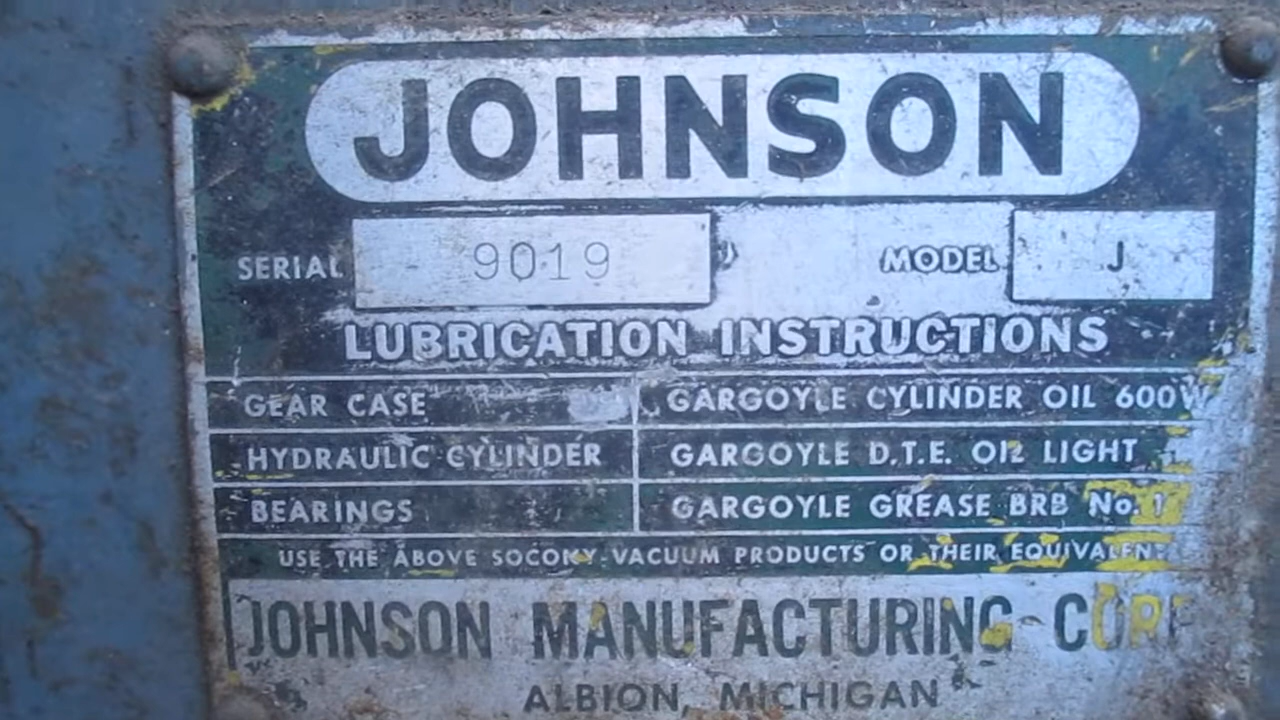 JOHNSON
SERIAL 9019 MODEL J
LUBRICATION INSTRUCTIONS
GEAR CASE GARGOYLE CYLINDER OIL 600W
HYDRAULIC CYLINDER GARGOYLE D.T.E. OIL LIGHT
BEARINGS GARGOYLE GREASE BRB No. 1
USE THE ABOVE SOCONY-VACUUM PRODUCTS OR THEIR EQUIVALENT
JOHNSON MANUFACTURING CORP
ALBION, MICHIGAN